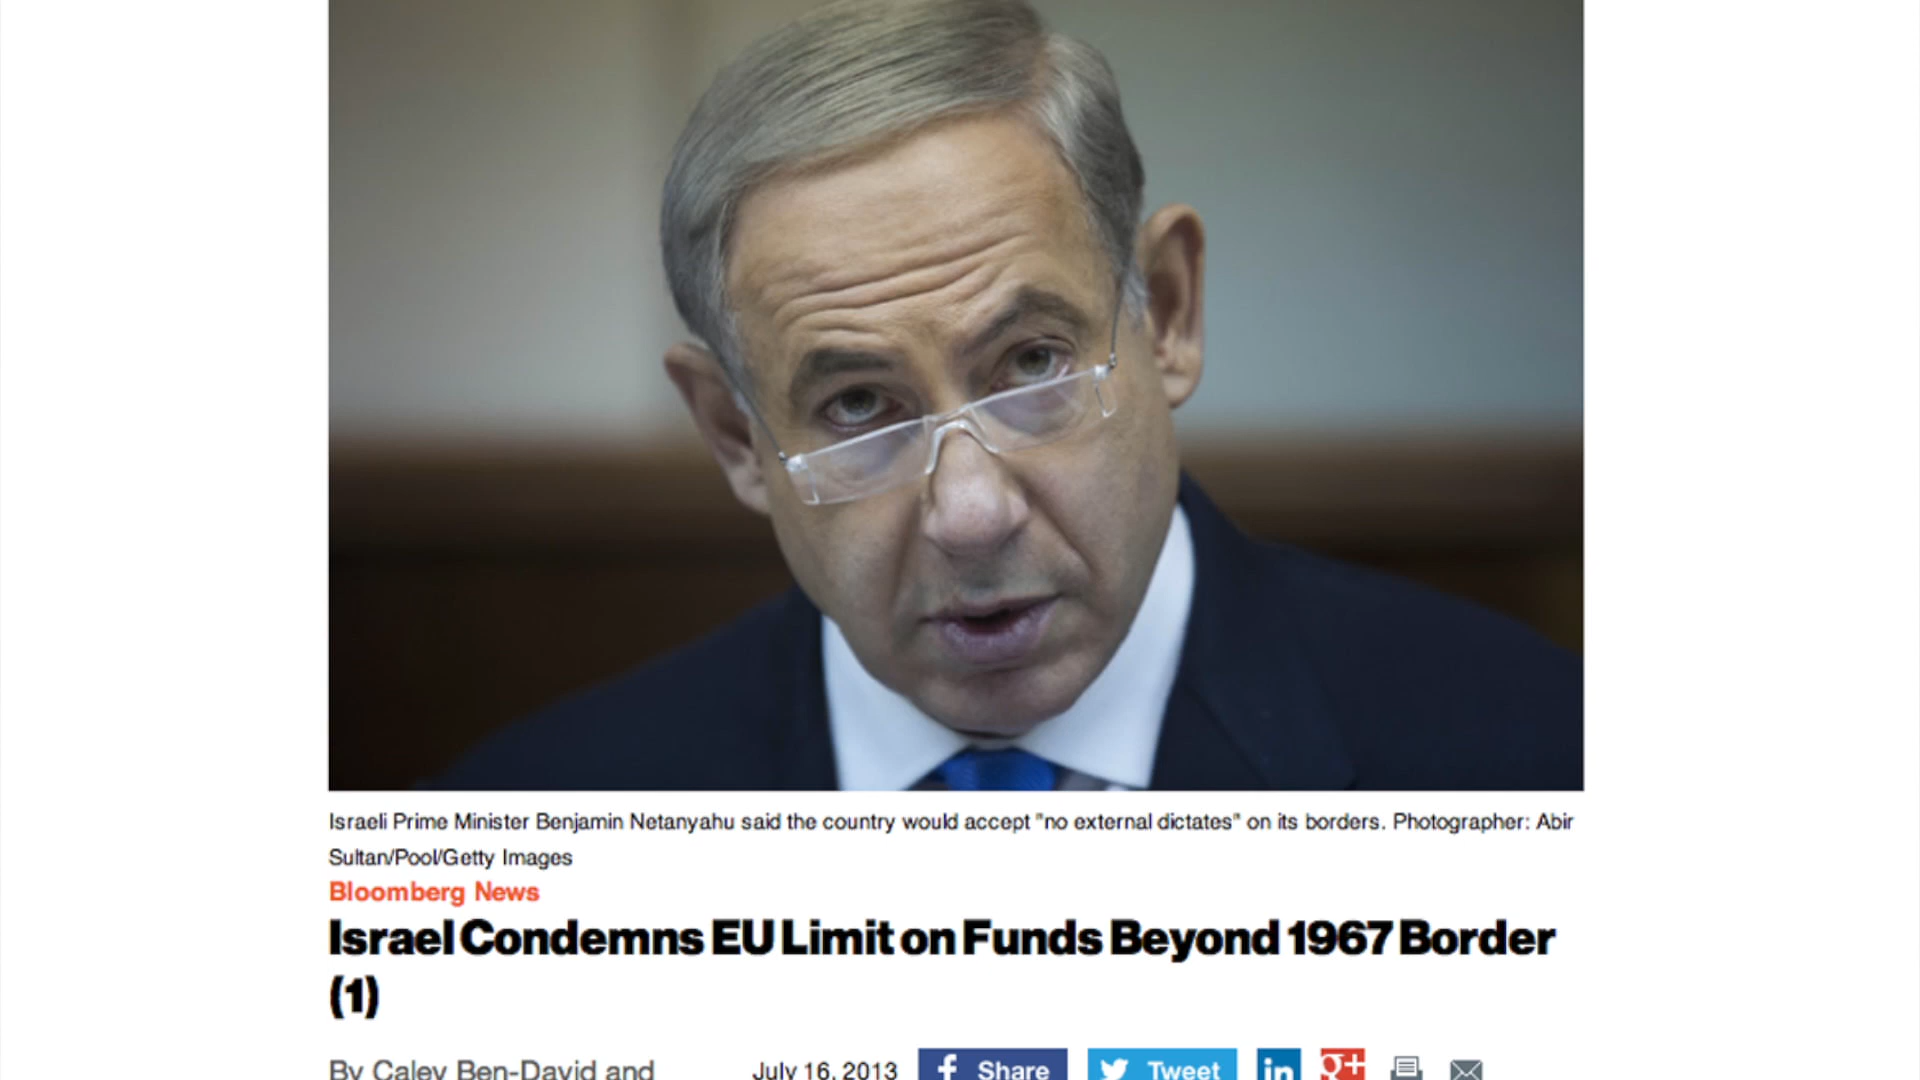 Israeli Prime Minister Benjamin Netanyahu said the country would accept "no external dictates" on its borders. Photographer: Abir
Sultan/Pool/Getty Images
Bloomberg News
Israel Condemns EU Limit on Funds Beyond 1967 Border
(1)
By Caley Ben-David and July 16, 2013 f Share Tweet in g+